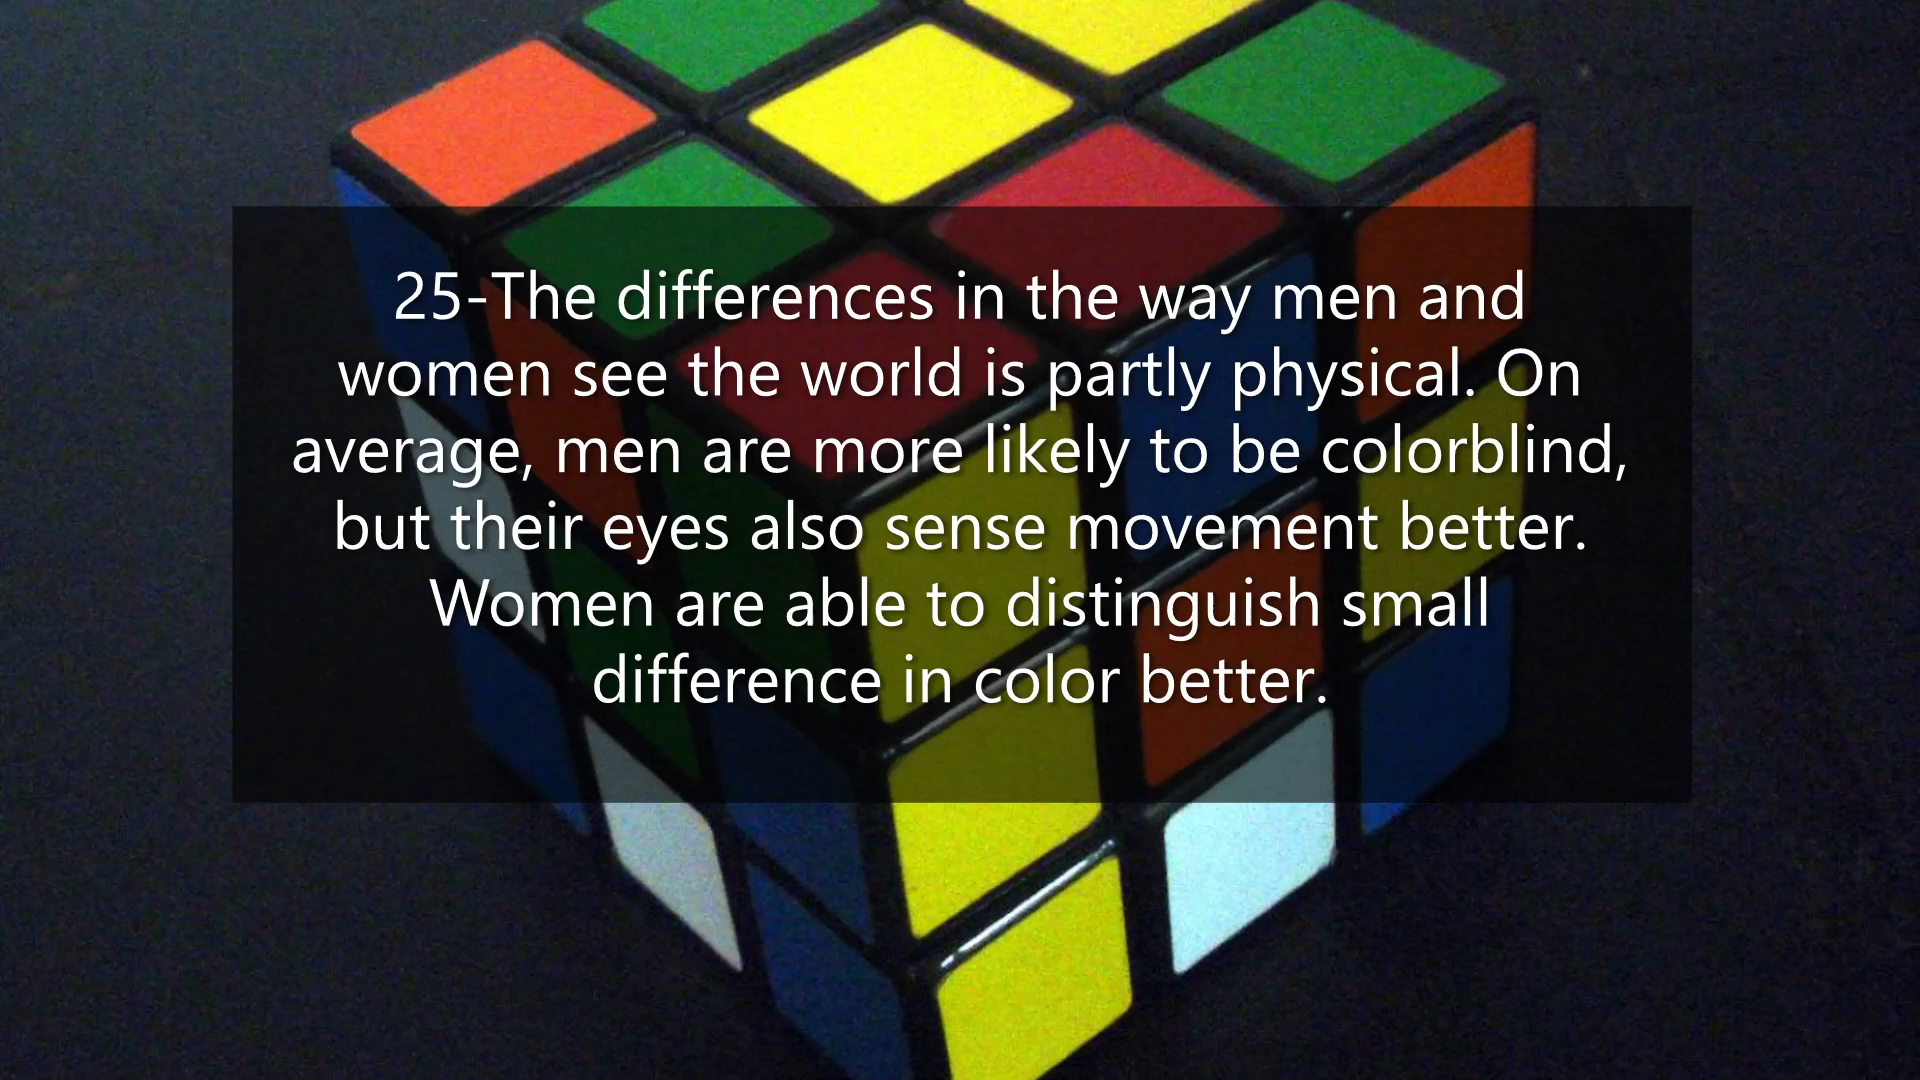 25-The differences in the way men and
women see the world is partly physical. On
average, men are more likely to be colorblind,
but their eyes also sense movement better.
Women are able to distinguish small
difference in color better.